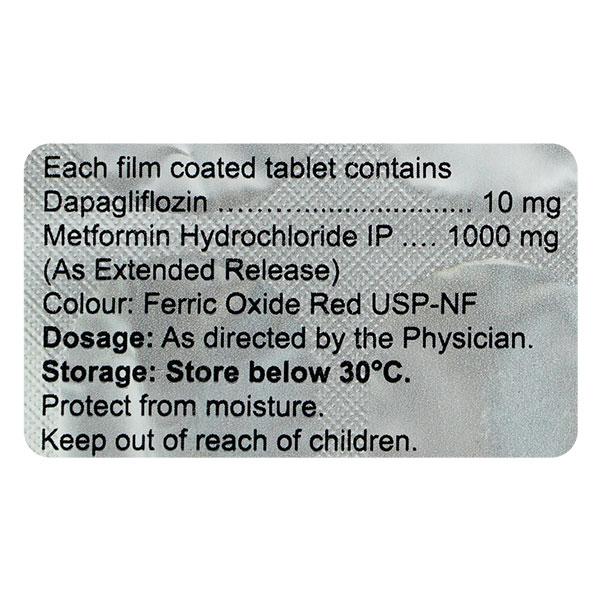 Each film coated tablet contains
Dapagliflozin ............................. 10 mg
Metformin Hydrochloride IP .... 1000 mg
(As Extended Release)
Colour: Ferric Oxide Red USP-NF
Dosage: As directed by the Physician.
Storage: Store below 30°C.
Protect from moisture.
Keep out of reach of children.